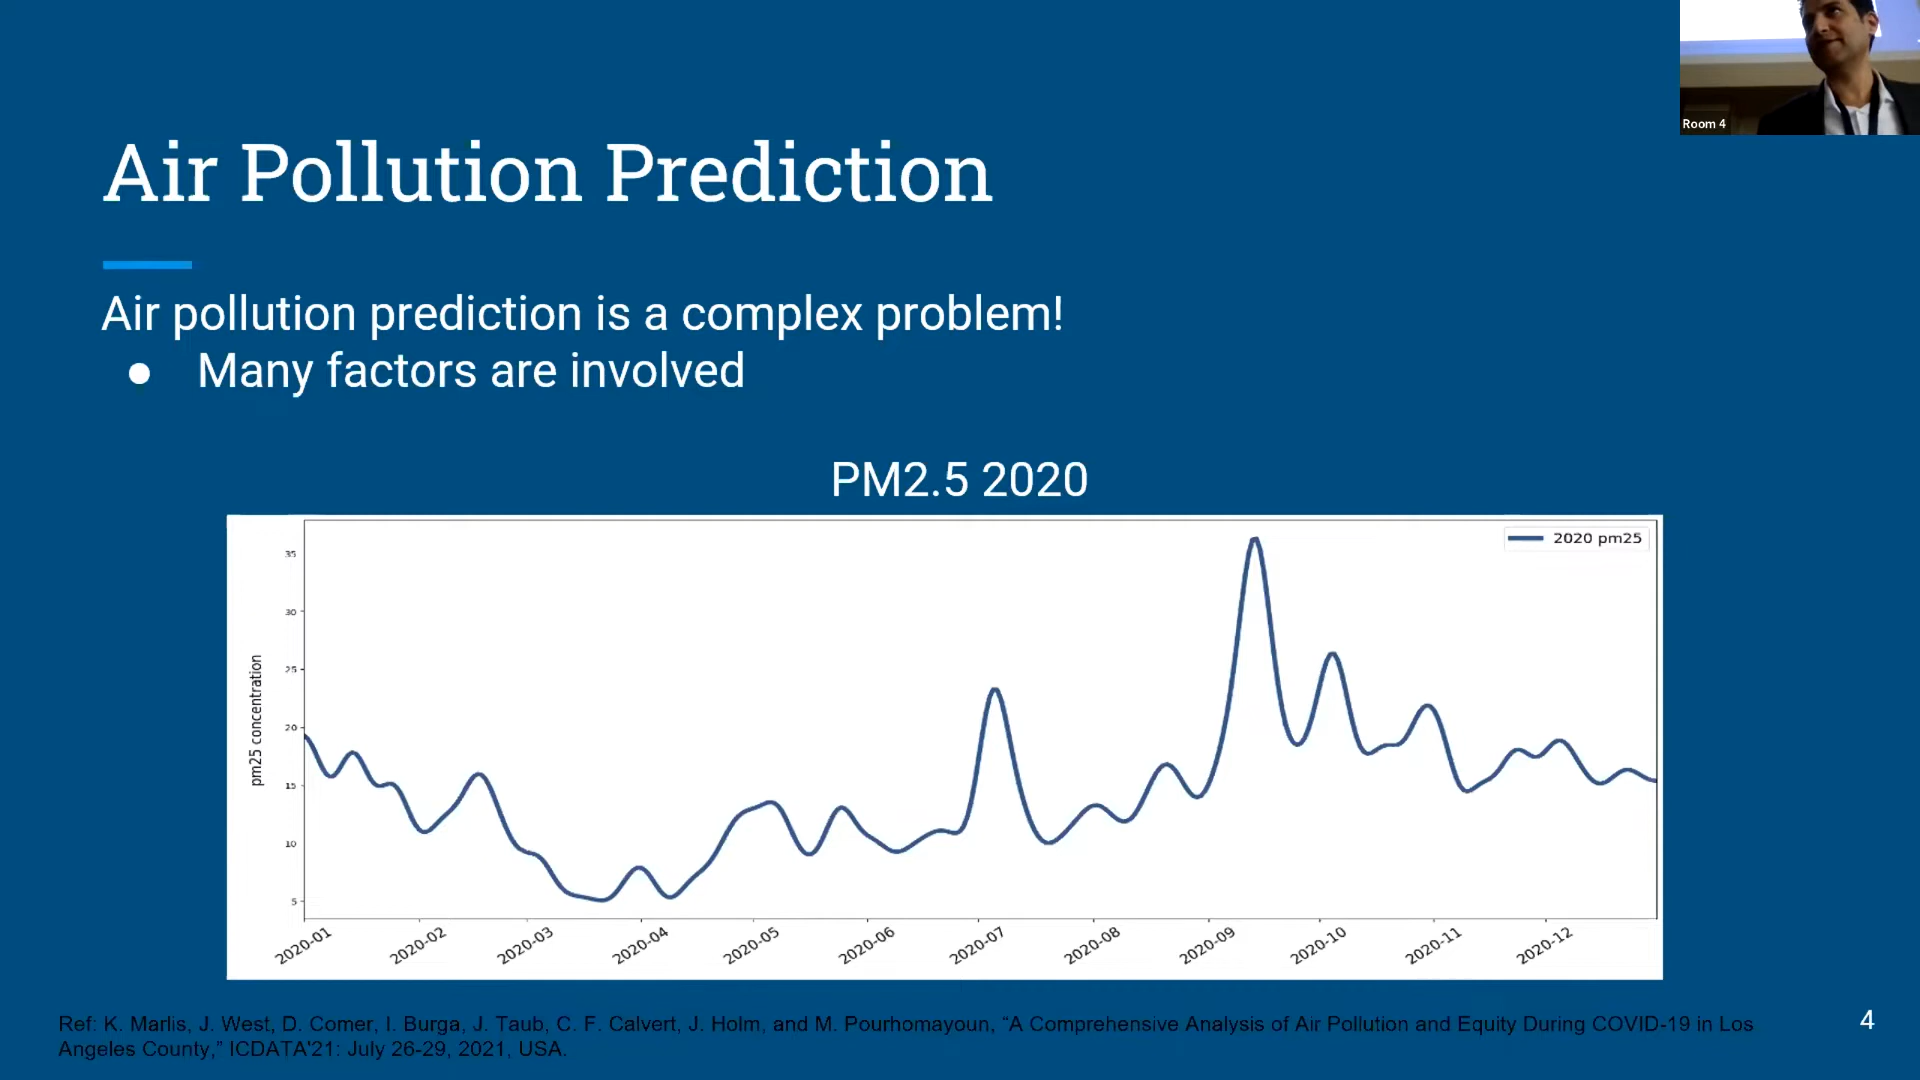 Room 4
Air Pollution Prediction
Air pollution prediction is a complex problem!
● Many factors are involved
PM2.5 2020
2020 pm25
35
30
25
20
15
10
5
pm25 concentration
2020-01 2020-02 2020-03 2020-04 2020-05 2020-06 2020-07 2020-08 2020-09 2020-10 2020-11 2020-12
Ref: K. Marlis, J. West, D. Comer, I. Burga, J. Taub, C. F. Calvert, J. Holm, and M. Pourhomayoun, “A Comprehensive Analysis of Air Pollution and Equity During COVID-19 in Los
Angeles County,” ICDATA'21: July 26-29, 2021, USA.
4